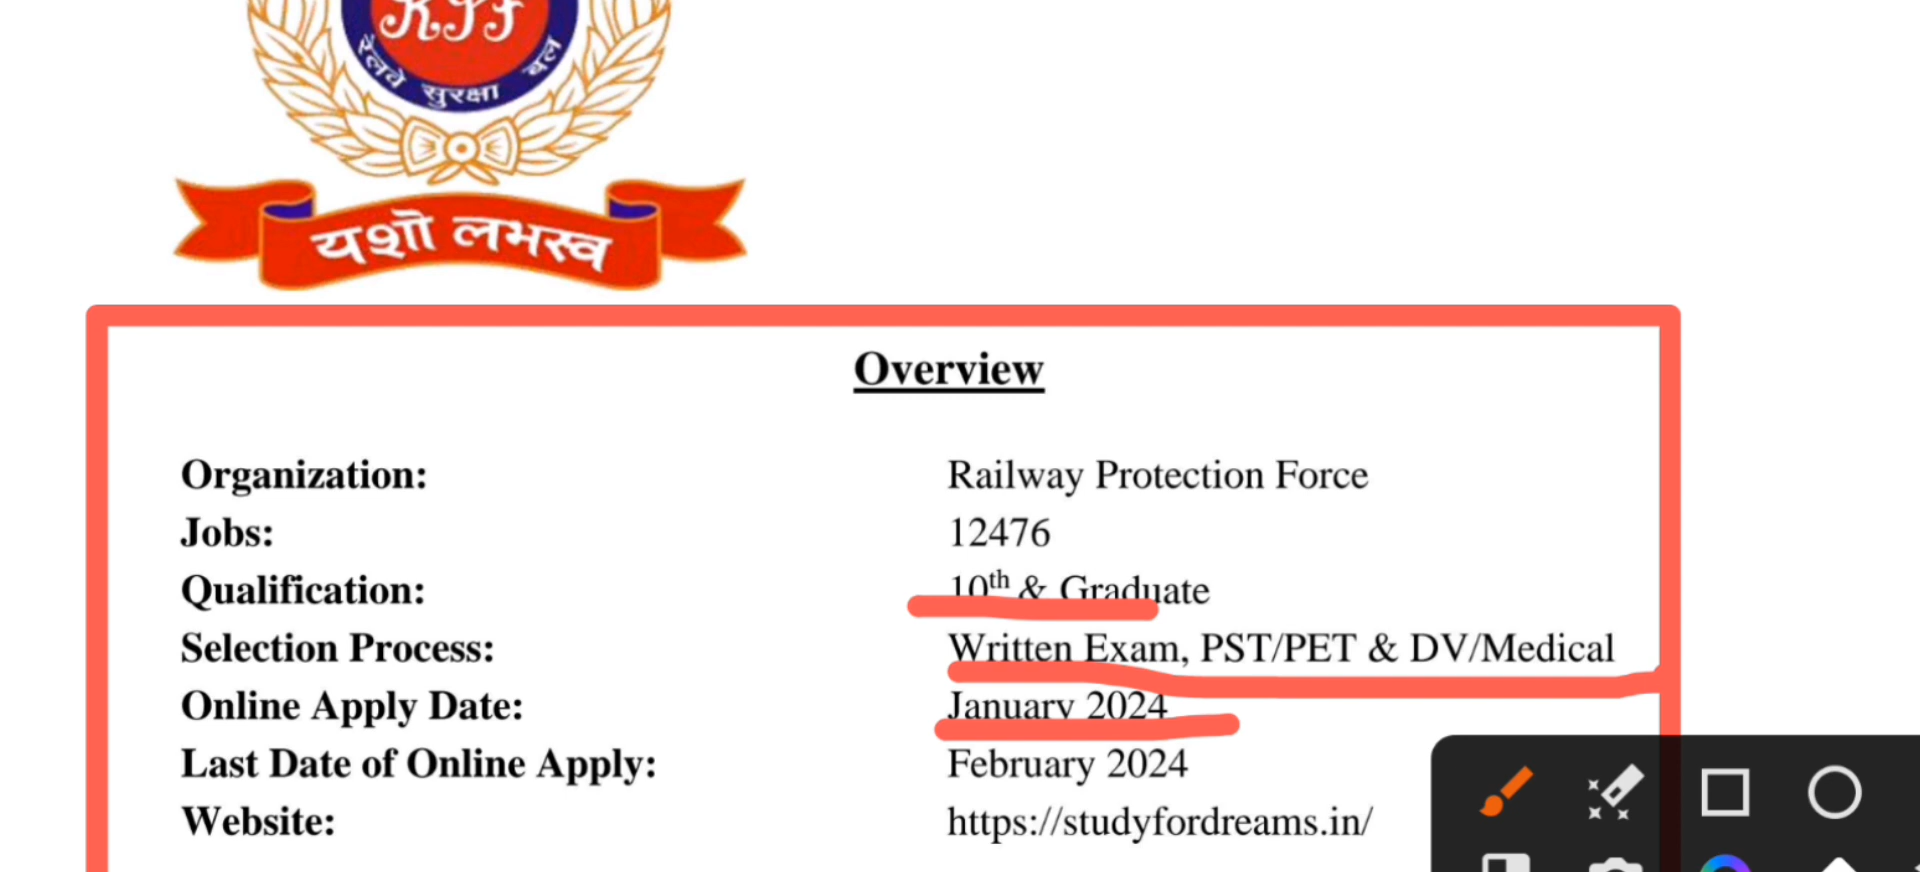 RPF
रेलवे सुरक्षा बल
यशो लभस्व
Overview
Organization: Railway Protection Force
Jobs: 12476
Qualification: 10th & Graduate
Selection Process: Written Exam, PST/PET & DV/Medical
Online Apply Date: January 2024
Last Date of Online Apply: February 2024
Website: https://studyfordreams.in/